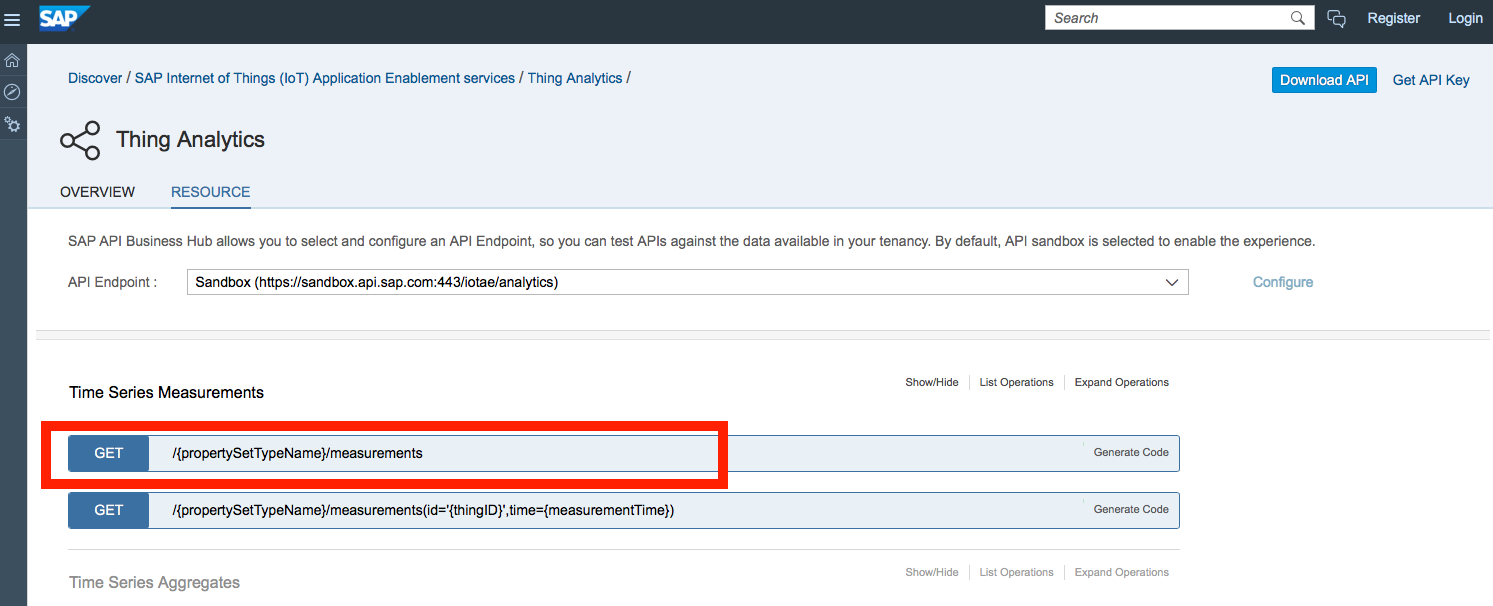 SAP
Search
Register
Login
Discover / SAP Internet of Things (IoT) Application Enablement services / Thing Analytics /
Download API
Get API Key
Thing Analytics
OVERVIEW
RESOURCE
SAP API Business Hub allows you to select and configure an API Endpoint, so you can test APIs against the data available in your tenancy. By default, API sandbox is selected to enable the experience.
API Endpoint :
Sandbox (https://sandbox.api.sap.com:443/iotae/analytics)
Configure
Time Series Measurements
Show/Hide
List Operations
Expand Operations
GET
/{propertySetTypeName}/measurements
Generate Code
GET
/{propertySetTypeName}/measurements(id='{thingID}',time={measurementTime})
Generate Code
Time Series Aggregates
Show/Hide
List Operations
Expand Operations